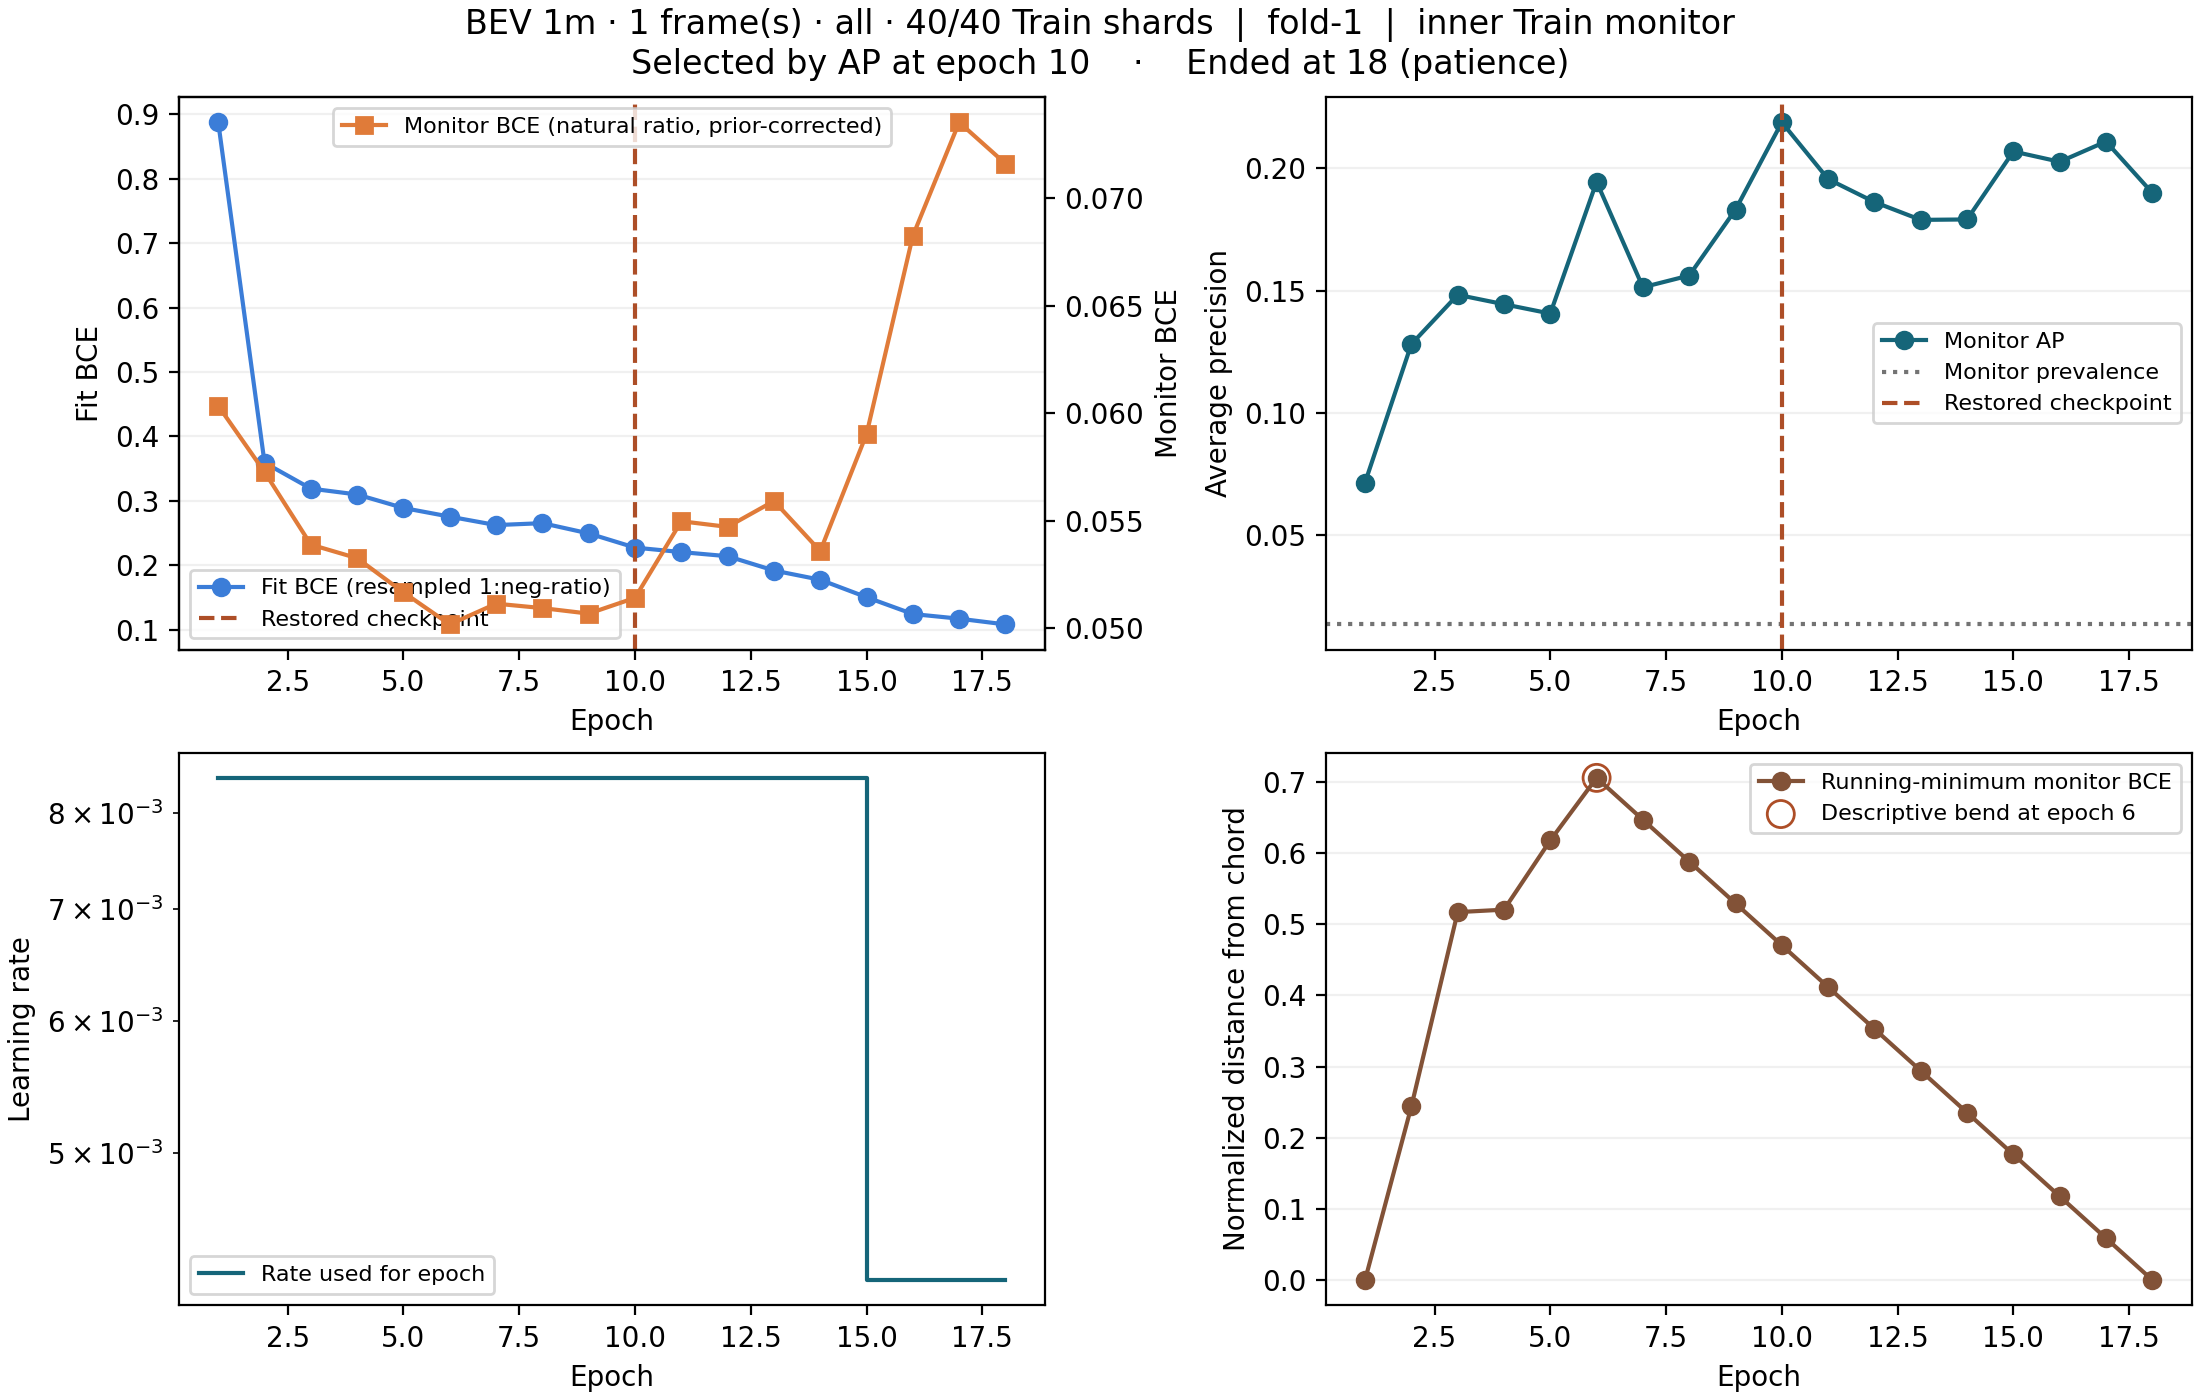 BEV 1m · 1 frame(s) · all · 40/40 Train shards | fold-1 | inner Train monitor
Selected by AP at epoch 10 · Ended at 18 (patience)
Fit BCE
0.9
0.8
0.7
0.6
0.5
0.4
0.3
0.2
0.1
Monitor BCE (natural ratio, prior-corrected)
Fit BCE (resampled 1:neg-ratio)
Restored checkpoint
0.070
0.065
0.060
0.055
0.050
Monitor BCE
2.5 5.0 7.5 10.0 12.5 15.0 17.5
Epoch
Average precision
0.20
0.15
0.10
0.05
Monitor AP
Monitor prevalence
Restored checkpoint
2.5 5.0 7.5 10.0 12.5 15.0 17.5
Epoch
Learning rate
8×10⁻³
7×10⁻³
6×10⁻³
5×10⁻³
Rate used for epoch
2.5 5.0 7.5 10.0 12.5 15.0 17.5
Epoch
Normalized distance from chord
0.7
0.6
0.5
0.4
0.3
0.2
0.1
0.0
Running-minimum monitor BCE
Descriptive bend at epoch 6
2.5 5.0 7.5 10.0 12.5 15.0 17.5
Epoch